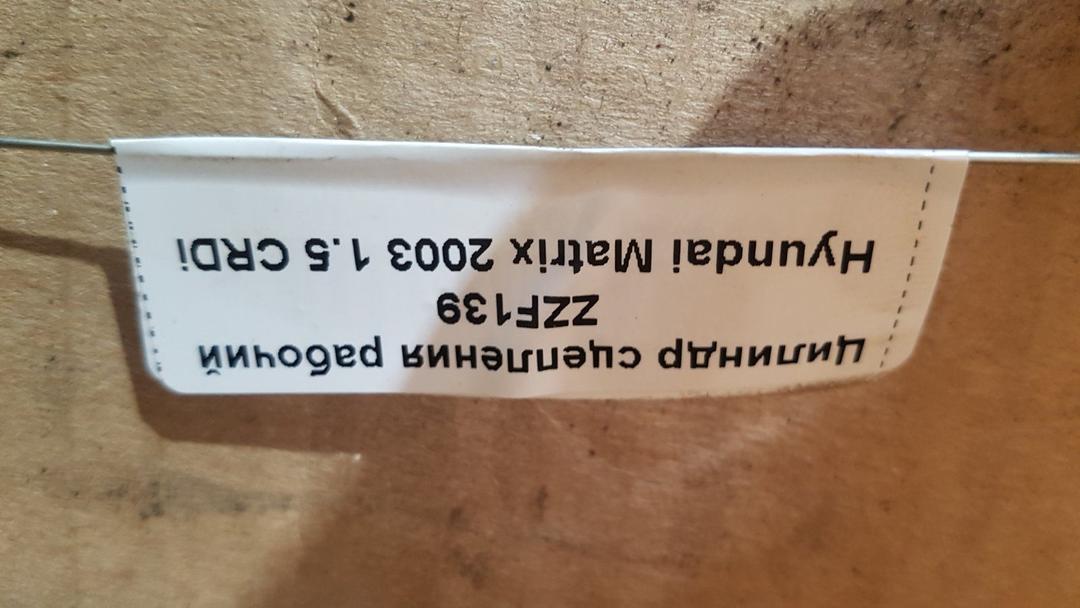 Цилиндр сцепления рабочий
ZZF139
Hyundai Matrix 2003 1.5 CRDi